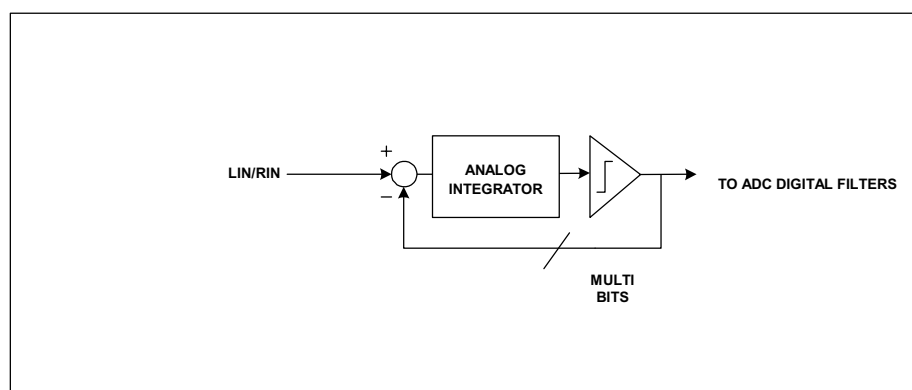 +
LIN/RIN
−
ANALOG
INTEGRATOR
TO ADC DIGITAL FILTERS
MULTI
BITS